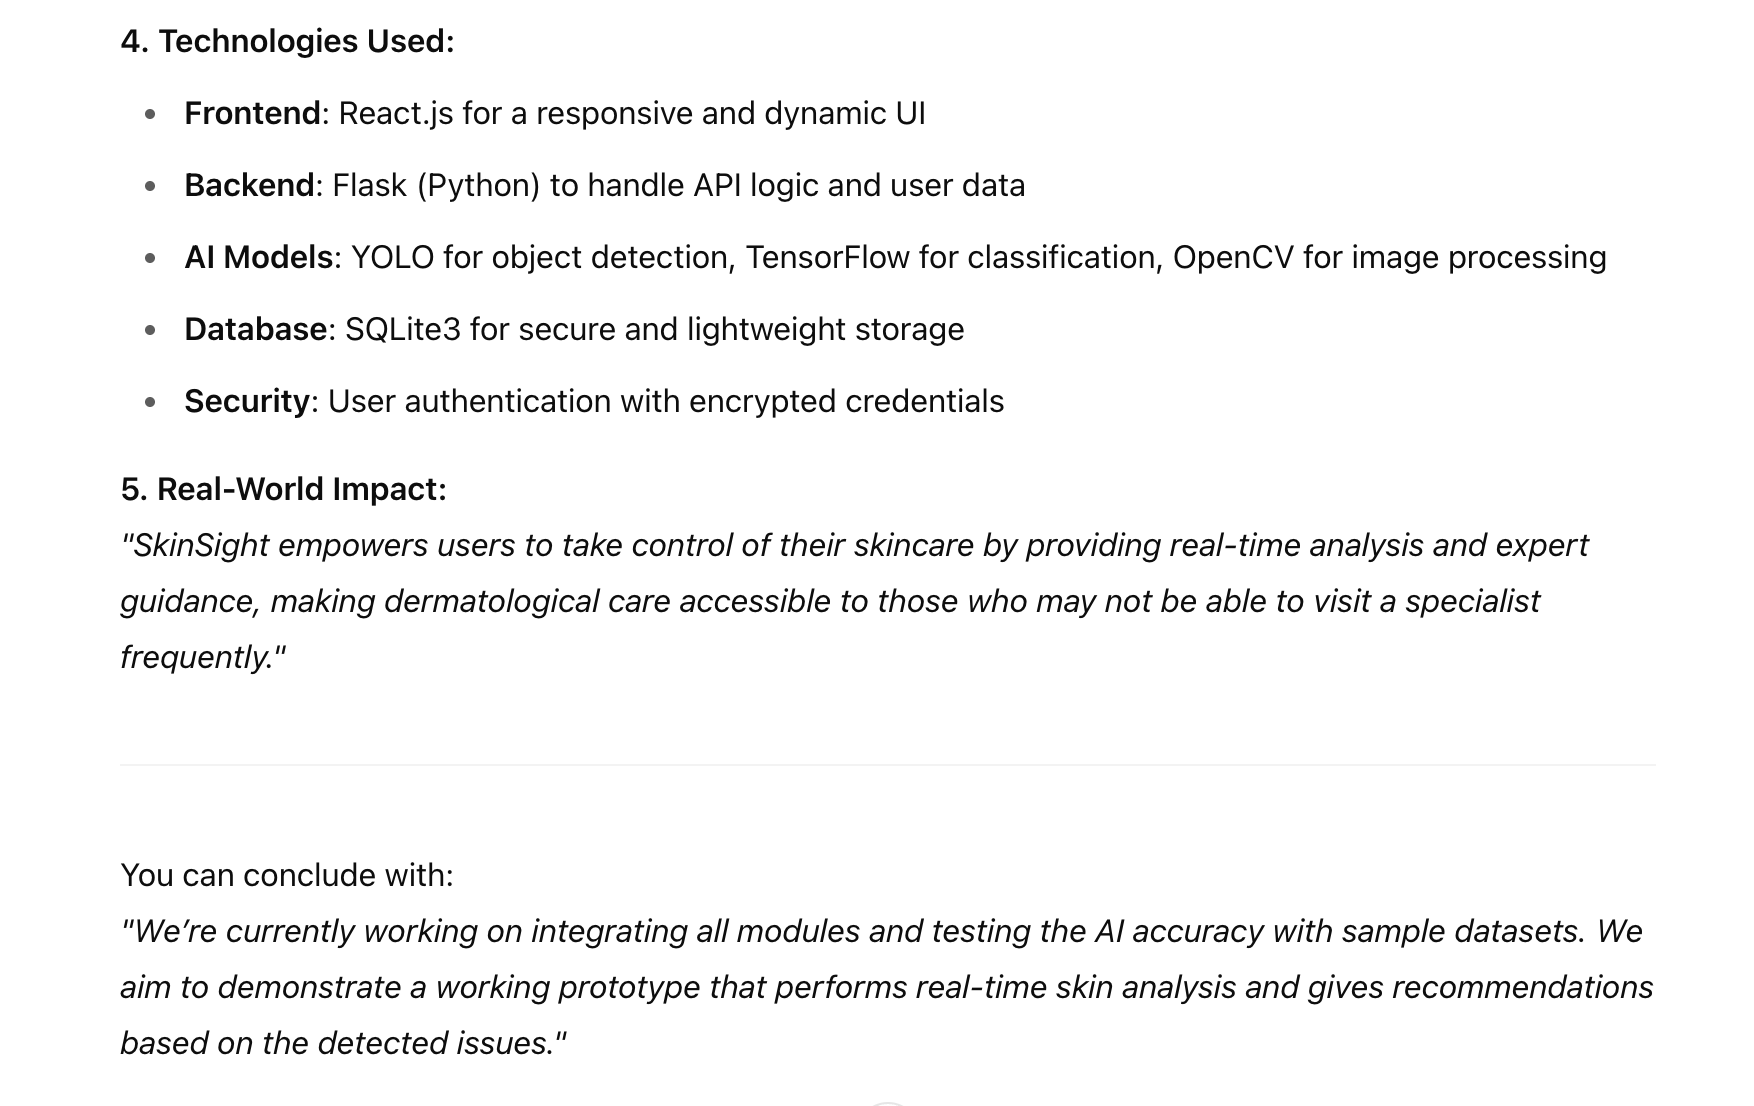 4. Technologies Used:
Frontend: React.js for a responsive and dynamic UI
Backend: Flask (Python) to handle API logic and user data
AI Models: YOLO for object detection, TensorFlow for classification, OpenCV for image processing
Database: SQLite3 for secure and lightweight storage
Security: User authentication with encrypted credentials
5. Real-World Impact:
"SkinSight empowers users to take control of their skincare by providing real-time analysis and expert
guidance, making dermatological care accessible to those who may not be able to visit a specialist
frequently."
You can conclude with:
"We’re currently working on integrating all modules and testing the AI accuracy with sample datasets. We
aim to demonstrate a working prototype that performs real-time skin analysis and gives recommendations
based on the detected issues."